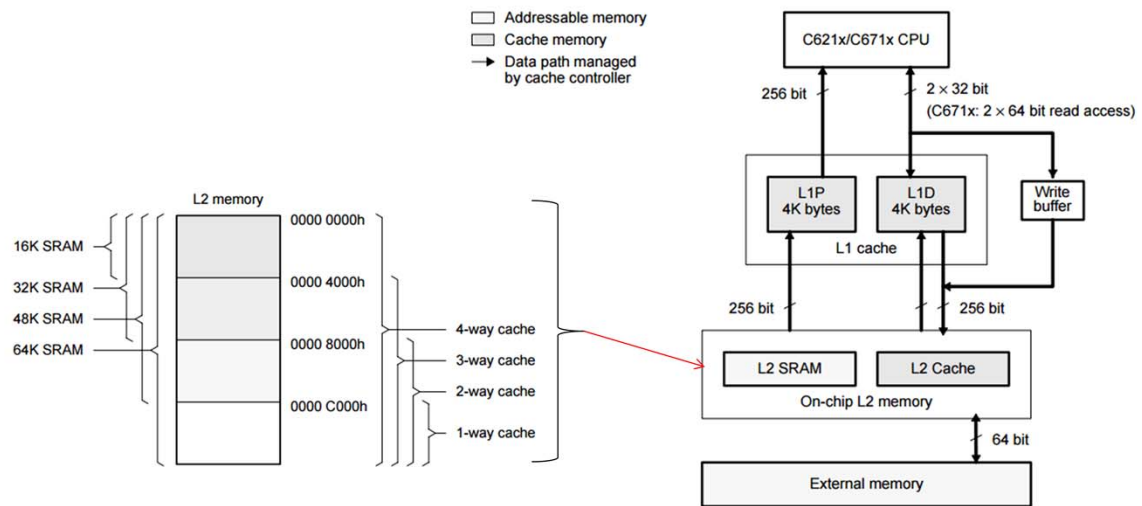 Addressable memory
Cache memory
Data path managed
by cache controller
C621x/C671x CPU
256 bit
2 × 32 bit
(C671x: 2 × 64 bit read access)
L1P
4K bytes
L1D
4K bytes
Write
buffer
L1 cache
L2 memory
0000 0000h
16K SRAM
0000 4000h
32K SRAM
48K SRAM
64K SRAM
0000 8000h
0000 C000h
4-way cache
3-way cache
2-way cache
1-way cache
256 bit
256 bit
L2 SRAM
L2 Cache
On-chip L2 memory
64 bit
External memory